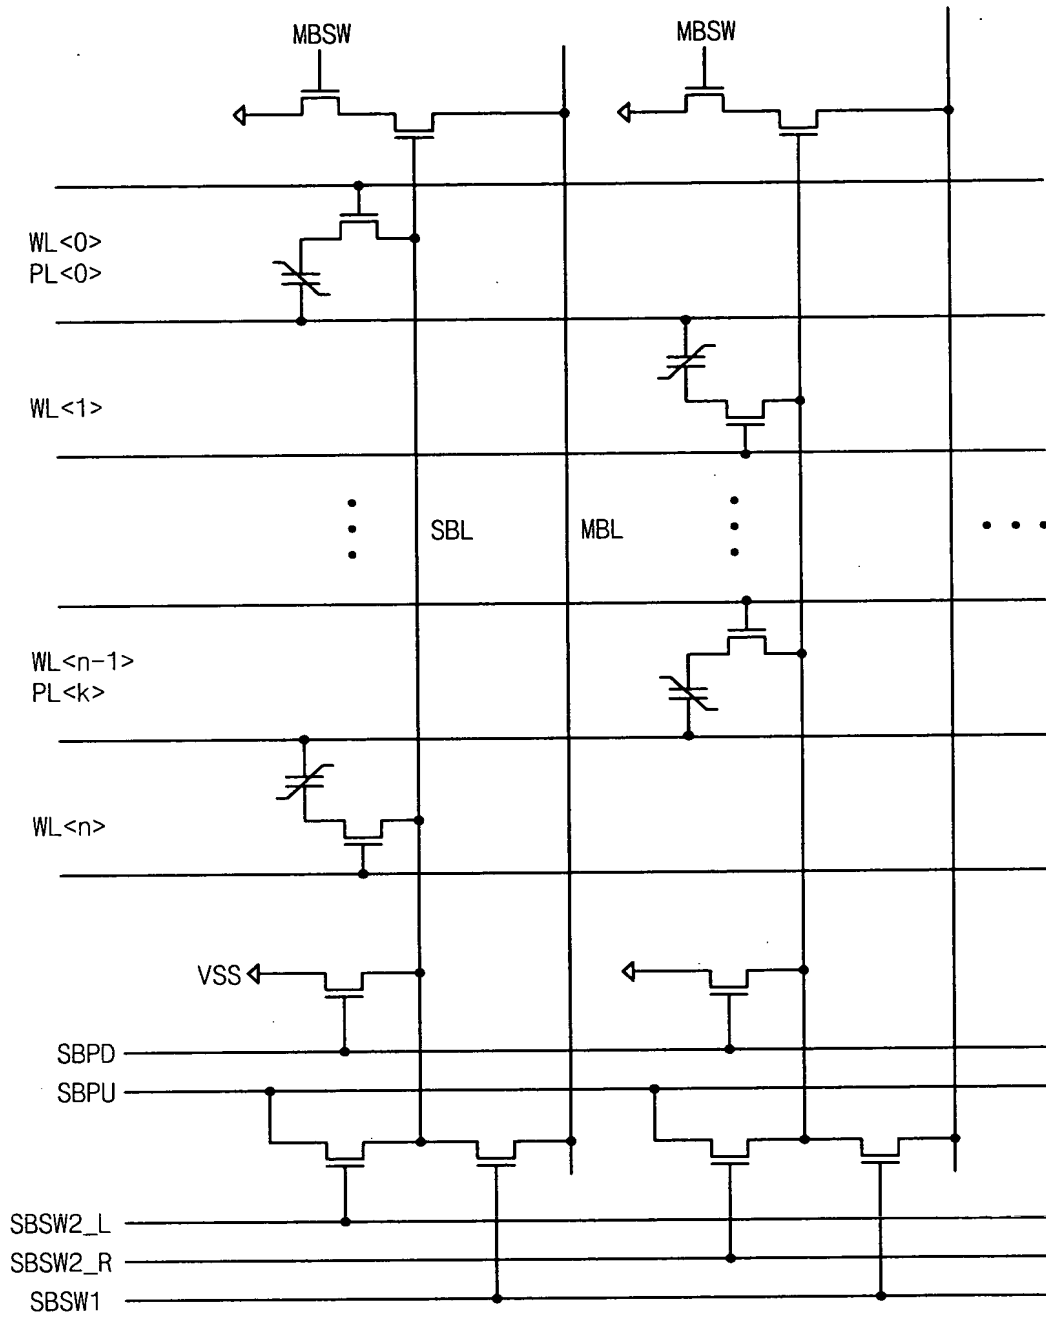 MBSW
MBSW
WL<0>
PL<0>
WL<1>
SBL
MBL
WL<n-1>
PL<k>
WL<n>
VSS
SBPD
SBPU
SBSW2_L
SBSW2_R
SBSW1